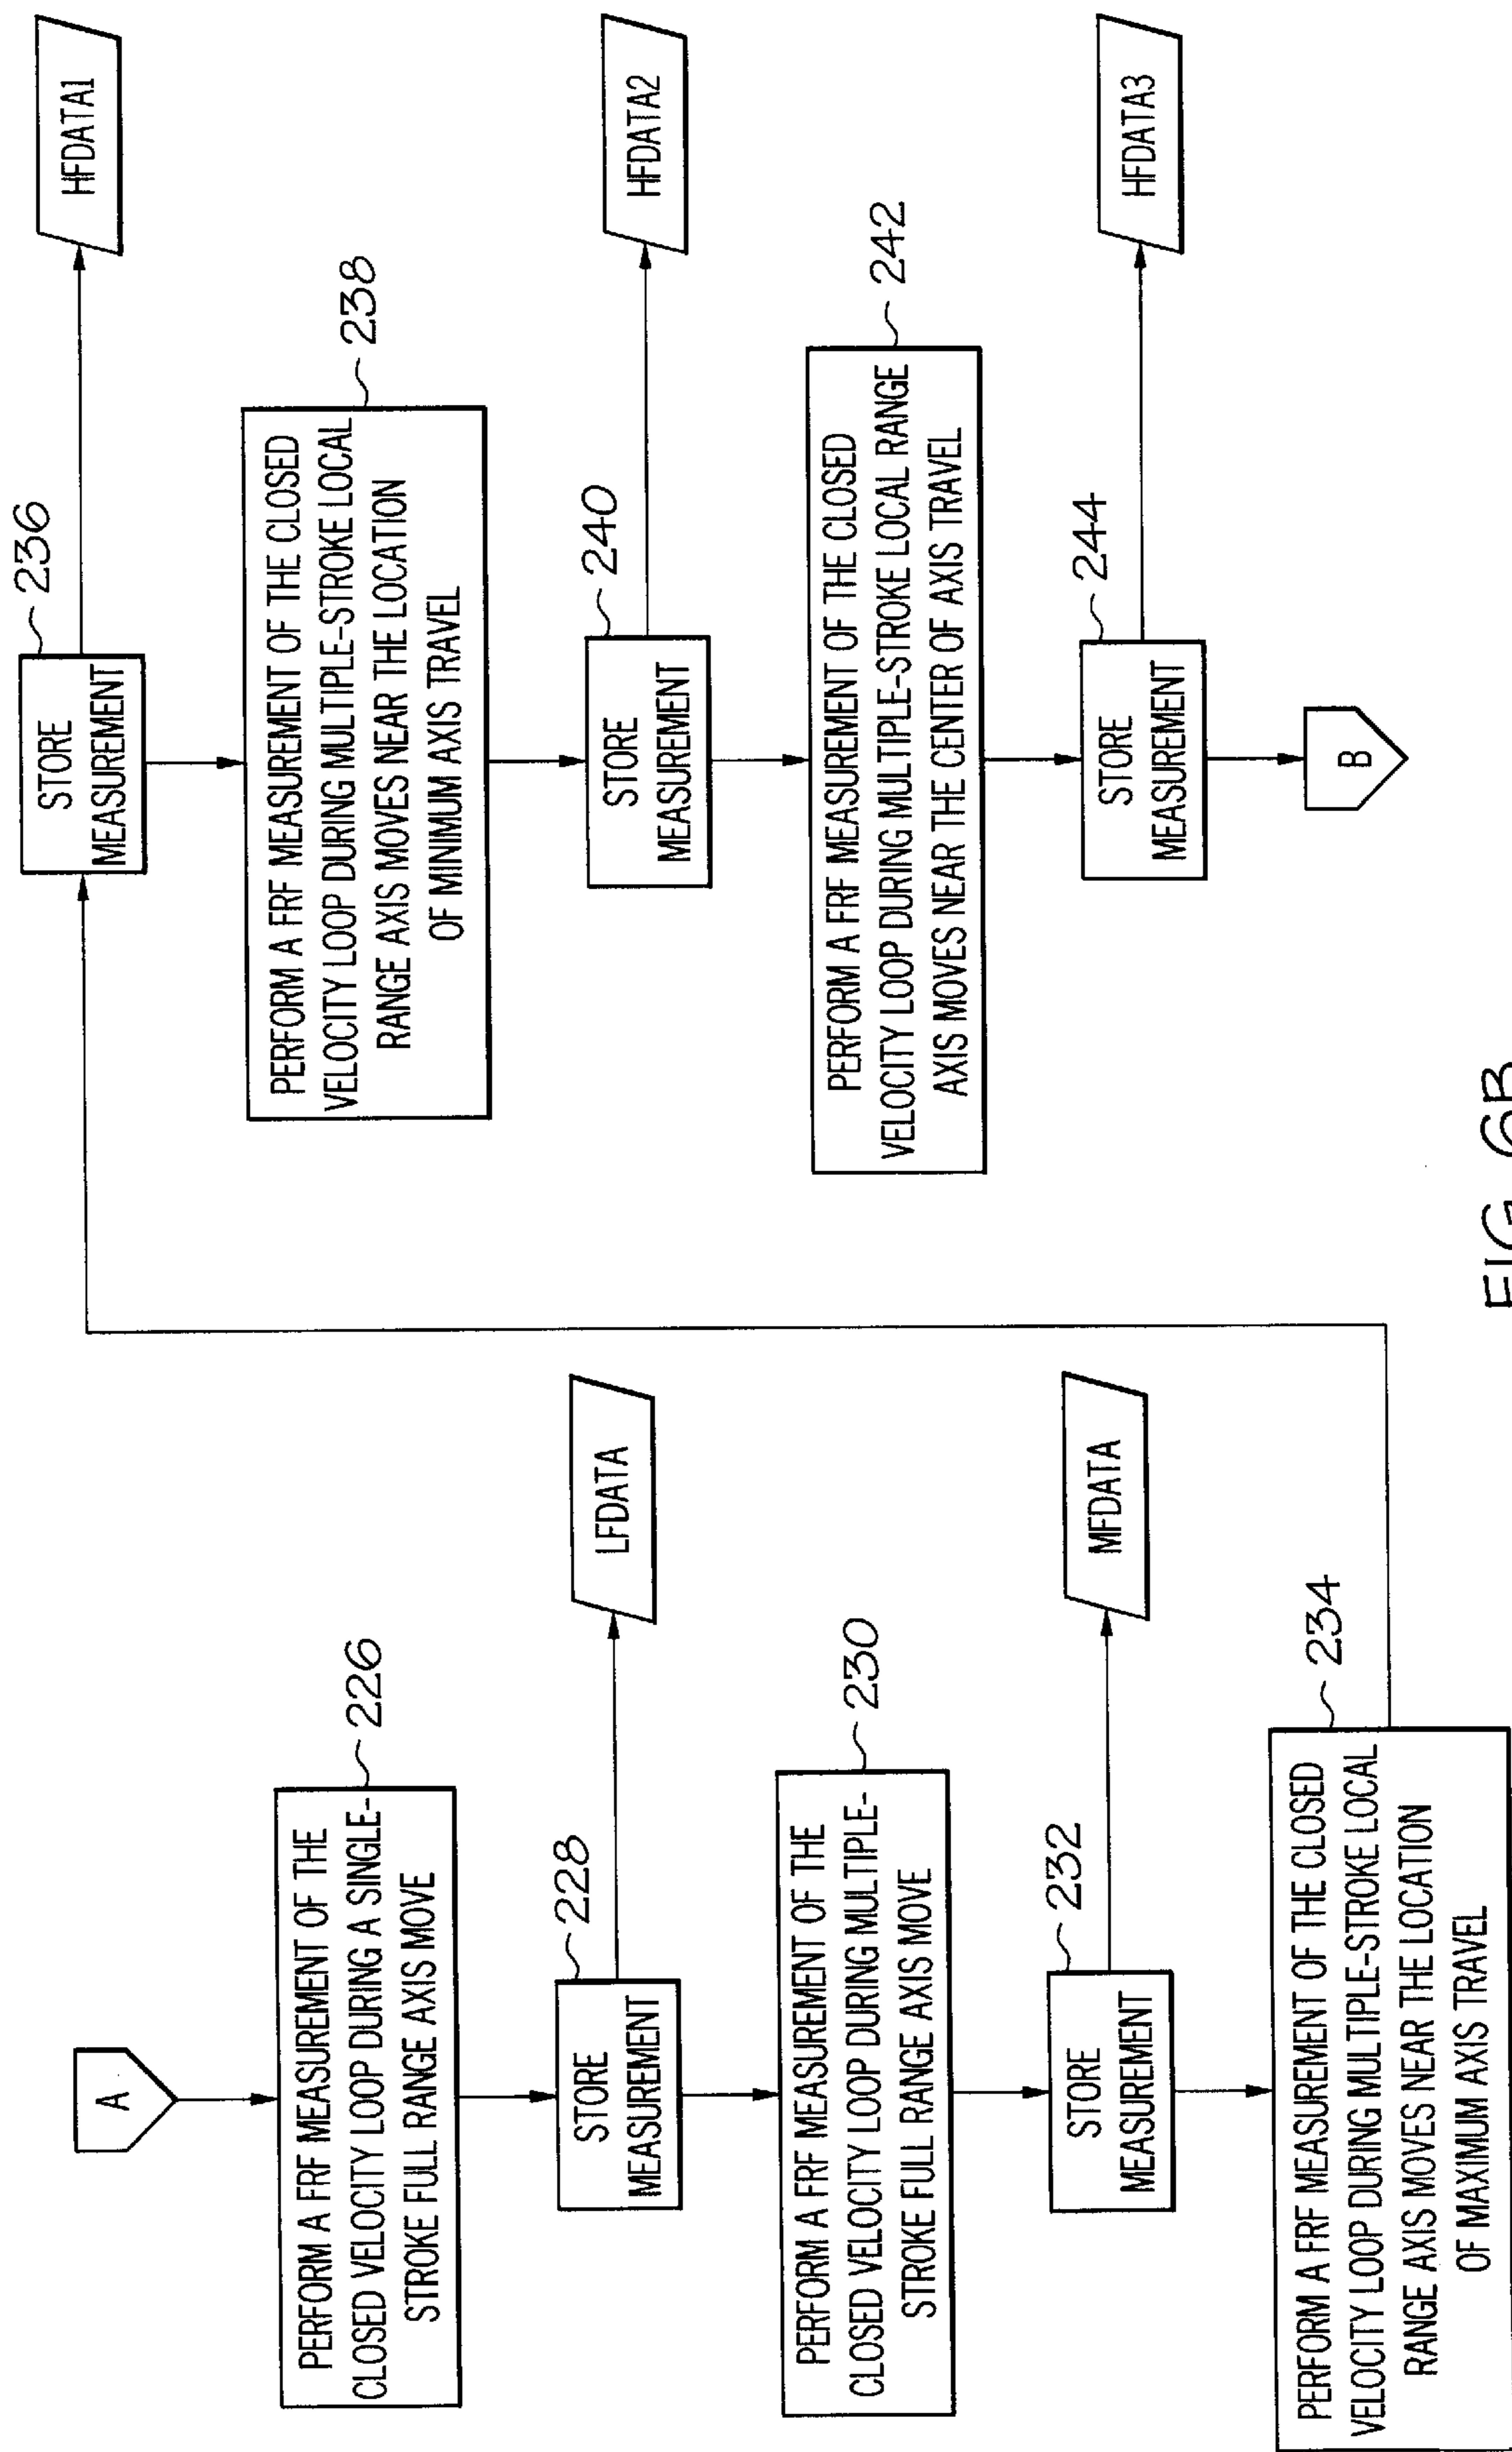 A
226
PERFORM A FRF MEASUREMENT OF THE
CLOSED VELOCITY LOOP DURING A SINGLE-
STROKE FULL RANGE AXIS MOVE
228
STORE
MEASUREMENT
LFDATA
230
PERFORM A FRF MEASUREMENT OF THE
CLOSED VELOCITY LOOP DURING MULTIPLE-
STROKE FULL RANGE AXIS MOVE
232
STORE
MEASUREMENT
MFDATA
234
PERFORM A FRF MEASUREMENT OF THE CLOSED
VELOCITY LOOP DURING MULTIPLE-STROKE LOCAL
RANGE AXIS MOVES NEAR THE LOCATION
OF MAXIMUM AXIS TRAVEL
236
STORE
MEASUREMENT
HFDATA1
238
PERFORM A FRF MEASUREMENT OF THE CLOSED
VELOCITY LOOP DURING MULTIPLE-STROKE LOCAL
RANGE AXIS MOVES NEAR THE LOCATION
OF MINIMUM AXIS TRAVEL
240
STORE
MEASUREMENT
HFDATA2
242
PERFORM A FRF MEASUREMENT OF THE CLOSED
VELOCITY LOOP DURING MULTIPLE-STROKE LOCAL RANGE
AXIS MOVES NEAR THE CENTER OF AXIS TRAVEL
244
STORE
MEASUREMENT
HFDATA3
B
FIG. 6B